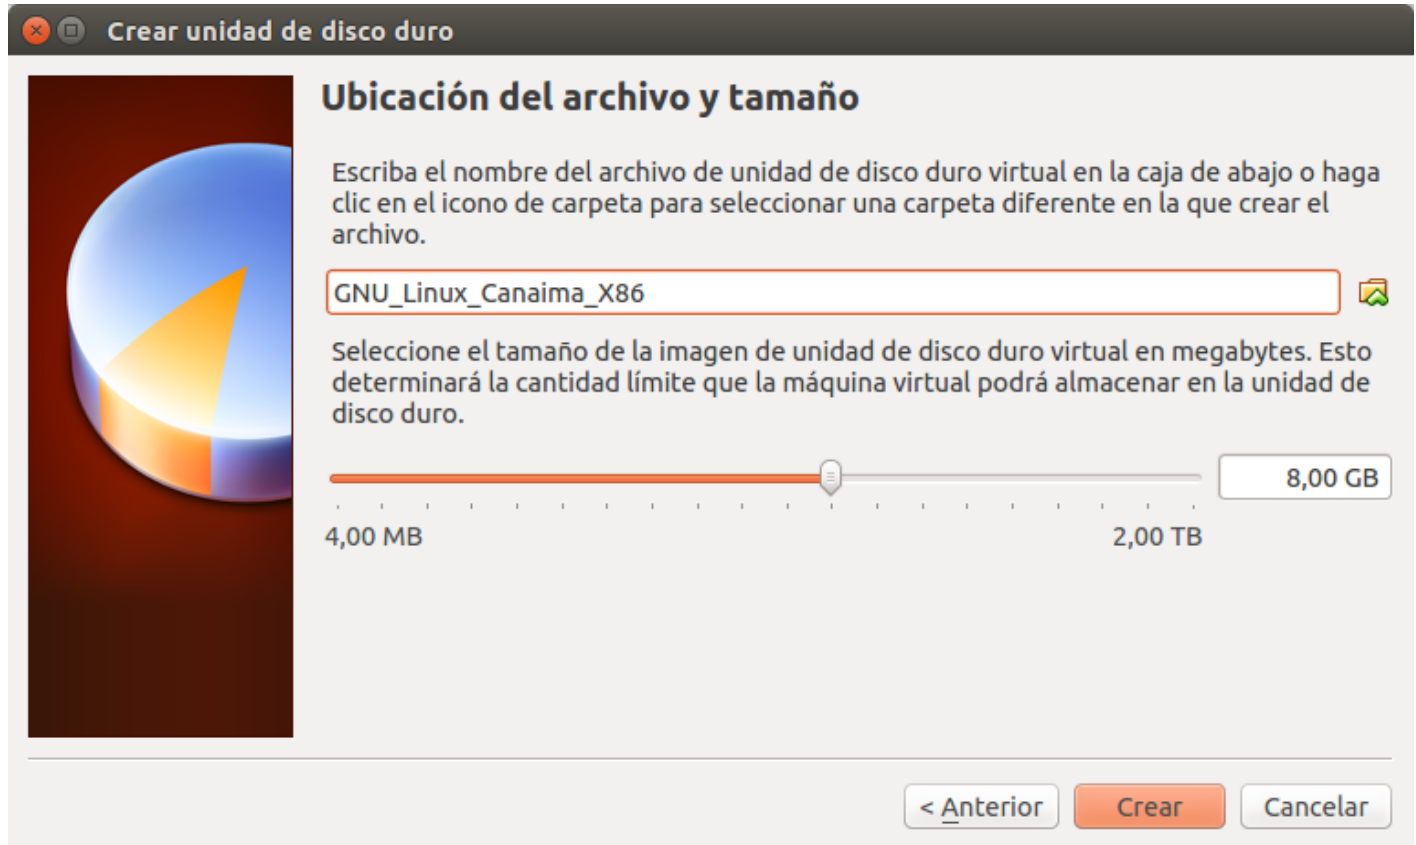 Crear unidad de disco duro
Ubicación del archivo y tamaño
Escriba el nombre del archivo de unidad de disco duro virtual en la caja de abajo o haga
clic en el icono de carpeta para seleccionar una carpeta diferente en la que crear el
archivo.
GNU_Linux_Canaima_X86
Seleccione el tamaño de la imagen de unidad de disco duro virtual en megabytes. Esto
determinará la cantidad límite que la máquina virtual podrá almacenar en la unidad de
disco duro.
8,00 GB
4,00 MB 2,00 TB
< Anterior Crear Cancelar